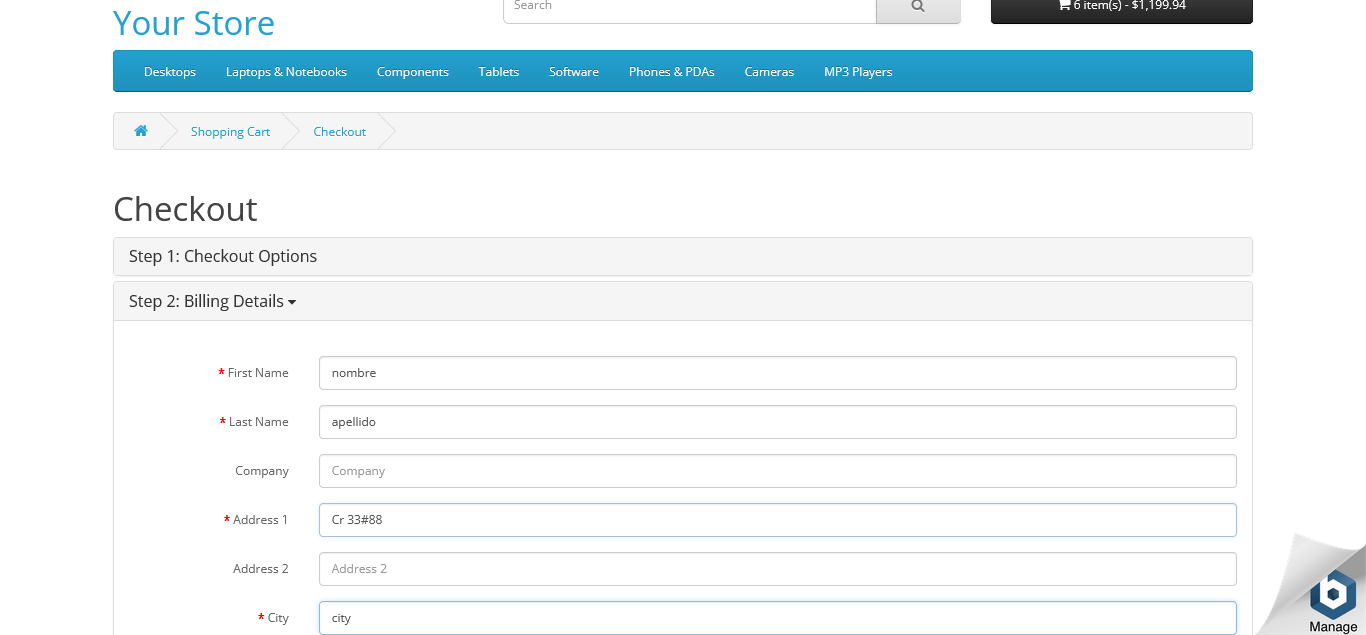 Search
6 item(s) - $1,199.94
Your Store
Desktops Laptops & Notebooks Components Tablets Software Phones & PDAs Cameras MP3 Players
Shopping Cart Checkout
Checkout
Step 1: Checkout Options
Step 2: Billing Details
* First Name nombre
* Last Name apellido
Company Company
* Address 1 Cr 33#88
Address 2 Address 2
* City city
b
Manage